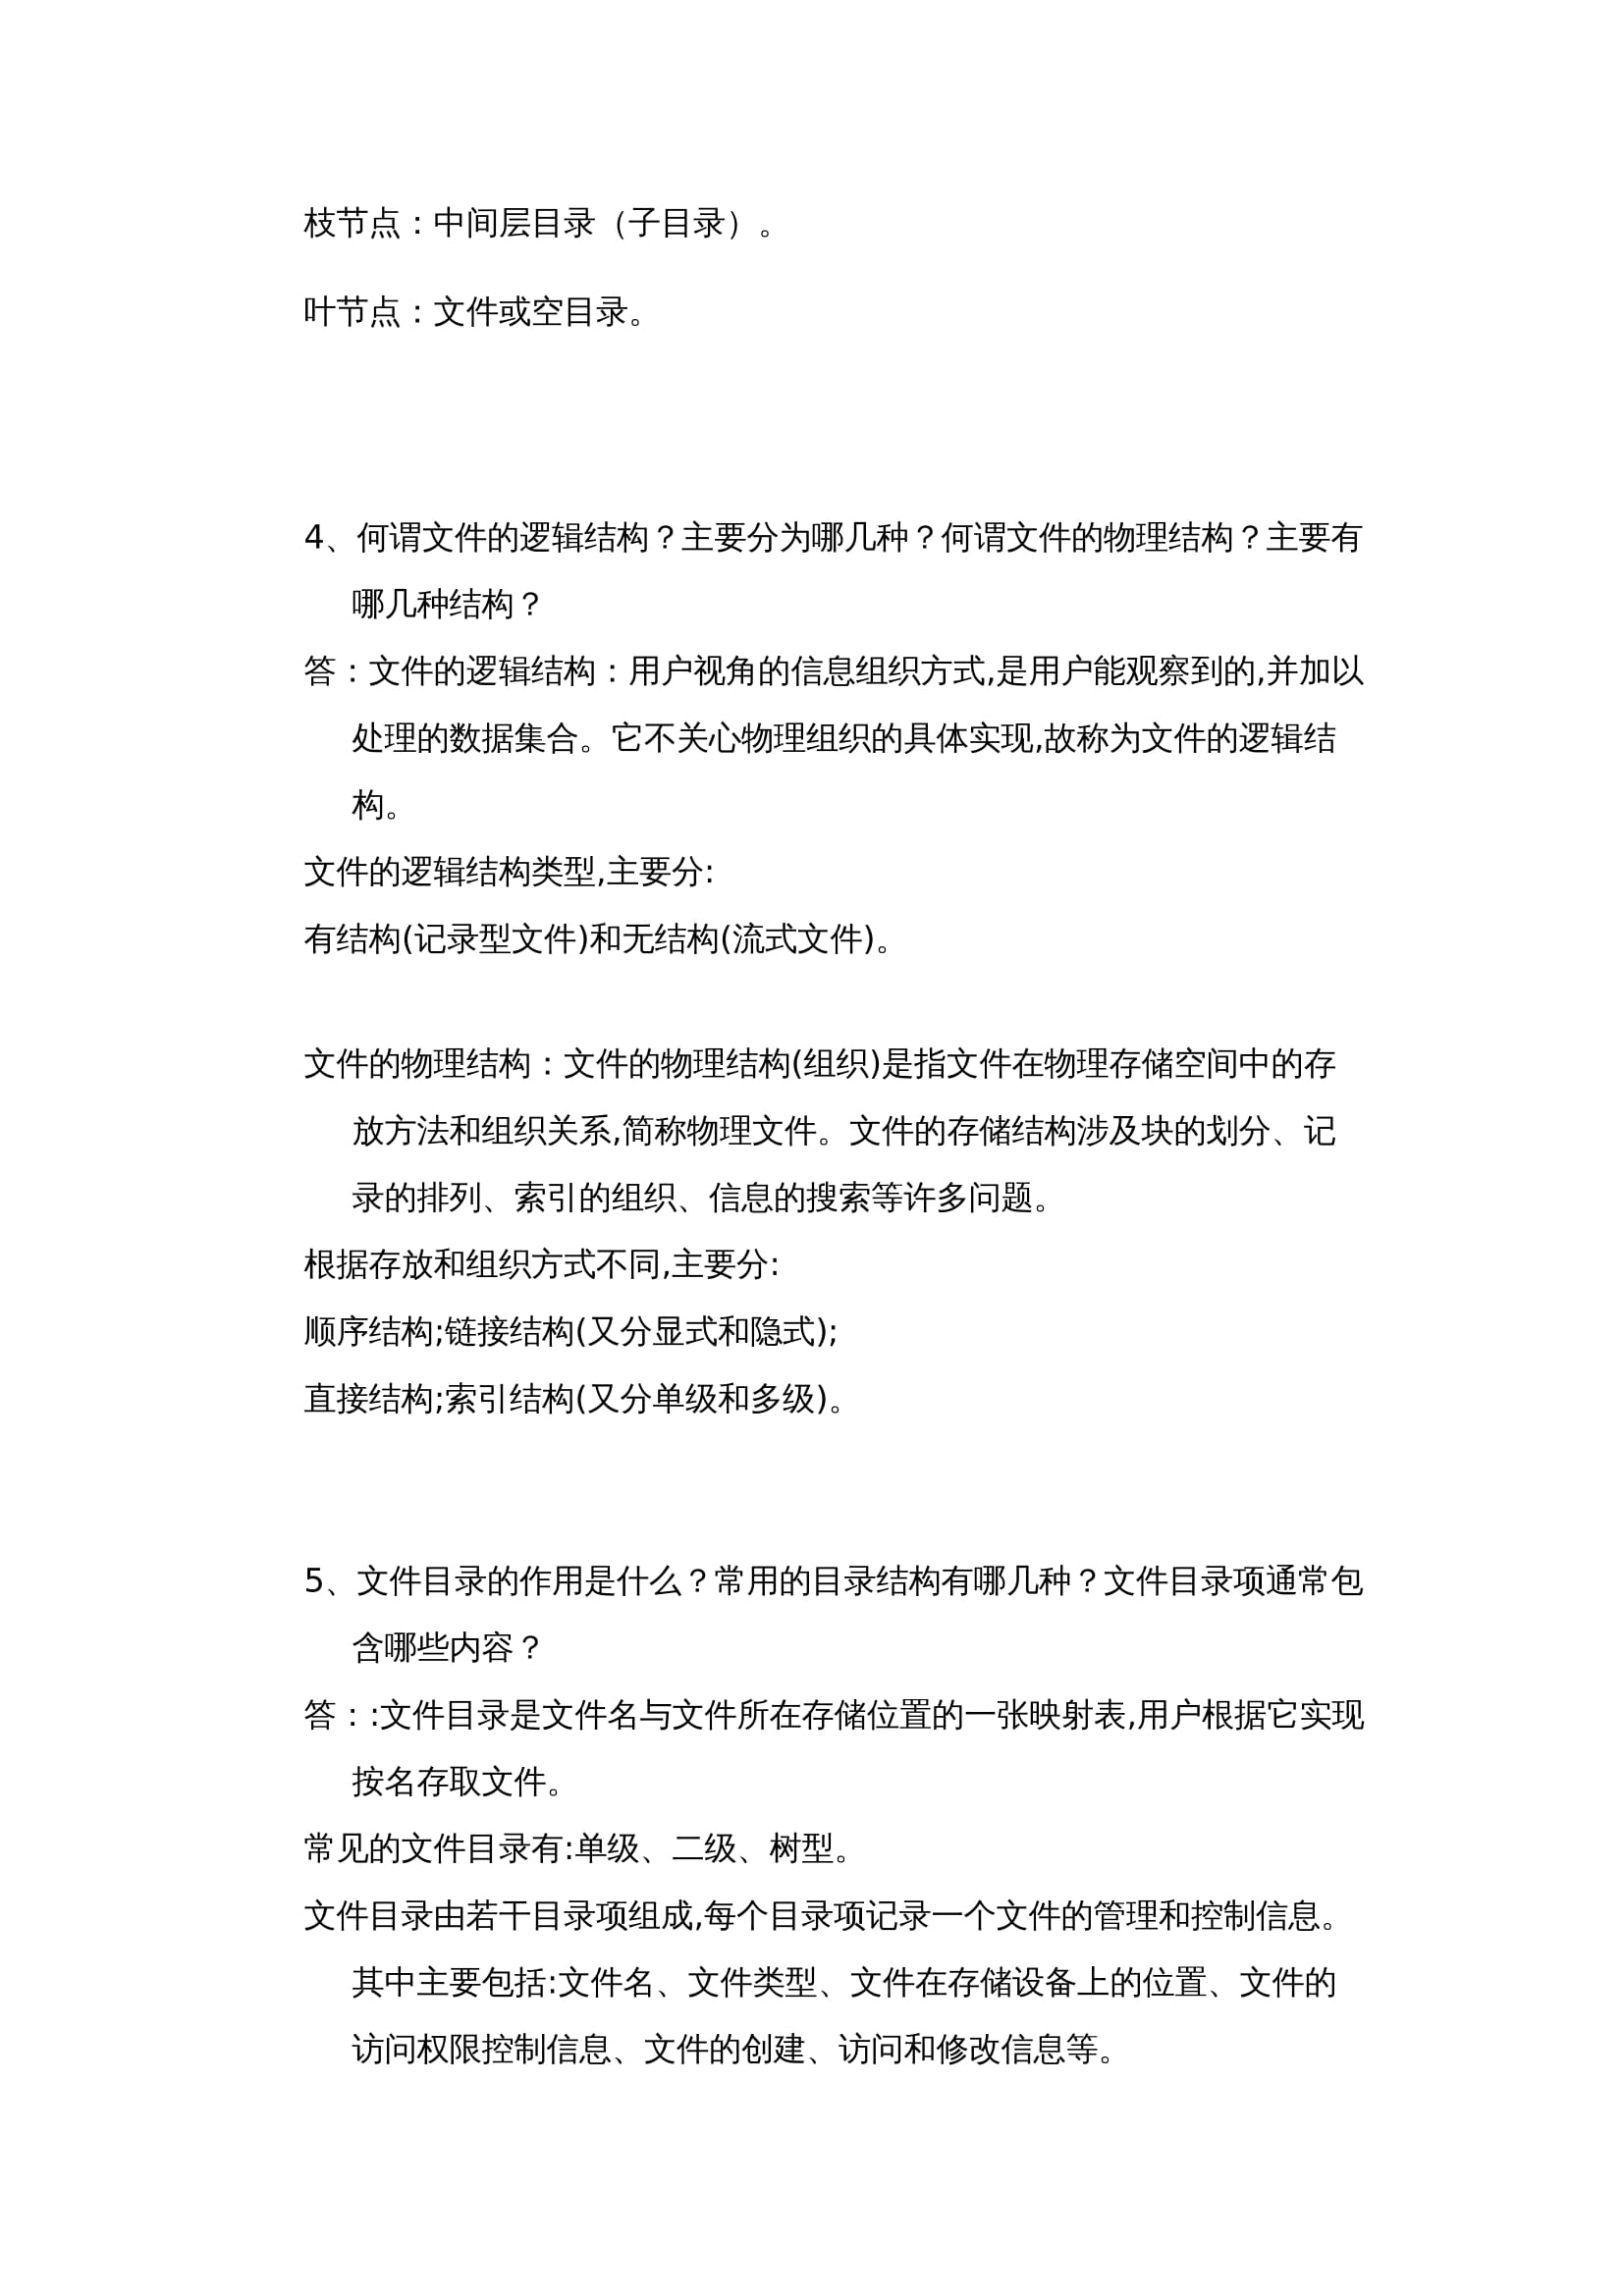 枝节点：中间层目录（子目录）。
叶节点：文件或空目录。
4、何谓文件的逻辑结构？主要分为哪几种？何谓文件的物理结构？主要有
哪几种结构？
答：文件的逻辑结构：用户视角的信息组织方式,是用户能观察到的,并加以
处理的数据集合。它不关心物理组织的具体实现,故称为文件的逻辑结
构。
文件的逻辑结构类型,主要分:
有结构(记录型文件)和无结构(流式文件)。
文件的物理结构：文件的物理结构(组织)是指文件在物理存储空间中的存
放方法和组织关系,简称物理文件。文件的存储结构涉及块的划分、记
录的排列、索引的组织、信息的搜索等许多问题。
根据存放和组织方式不同,主要分:
顺序结构;链接结构(又分显式和隐式);
直接结构;索引结构(又分单级和多级)。
5、文件目录的作用是什么？常用的目录结构有哪几种？文件目录项通常包
含哪些内容？
答：:文件目录是文件名与文件所在存储位置的一张映射表,用户根据它实现
按名存取文件。
常见的文件目录有:单级、二级、树型。
文件目录由若干目录项组成,每个目录项记录一个文件的管理和控制信息。
其中主要包括:文件名、文件类型、文件在存储设备上的位置、文件的
访问权限控制信息、文件的创建、访问和修改信息等。